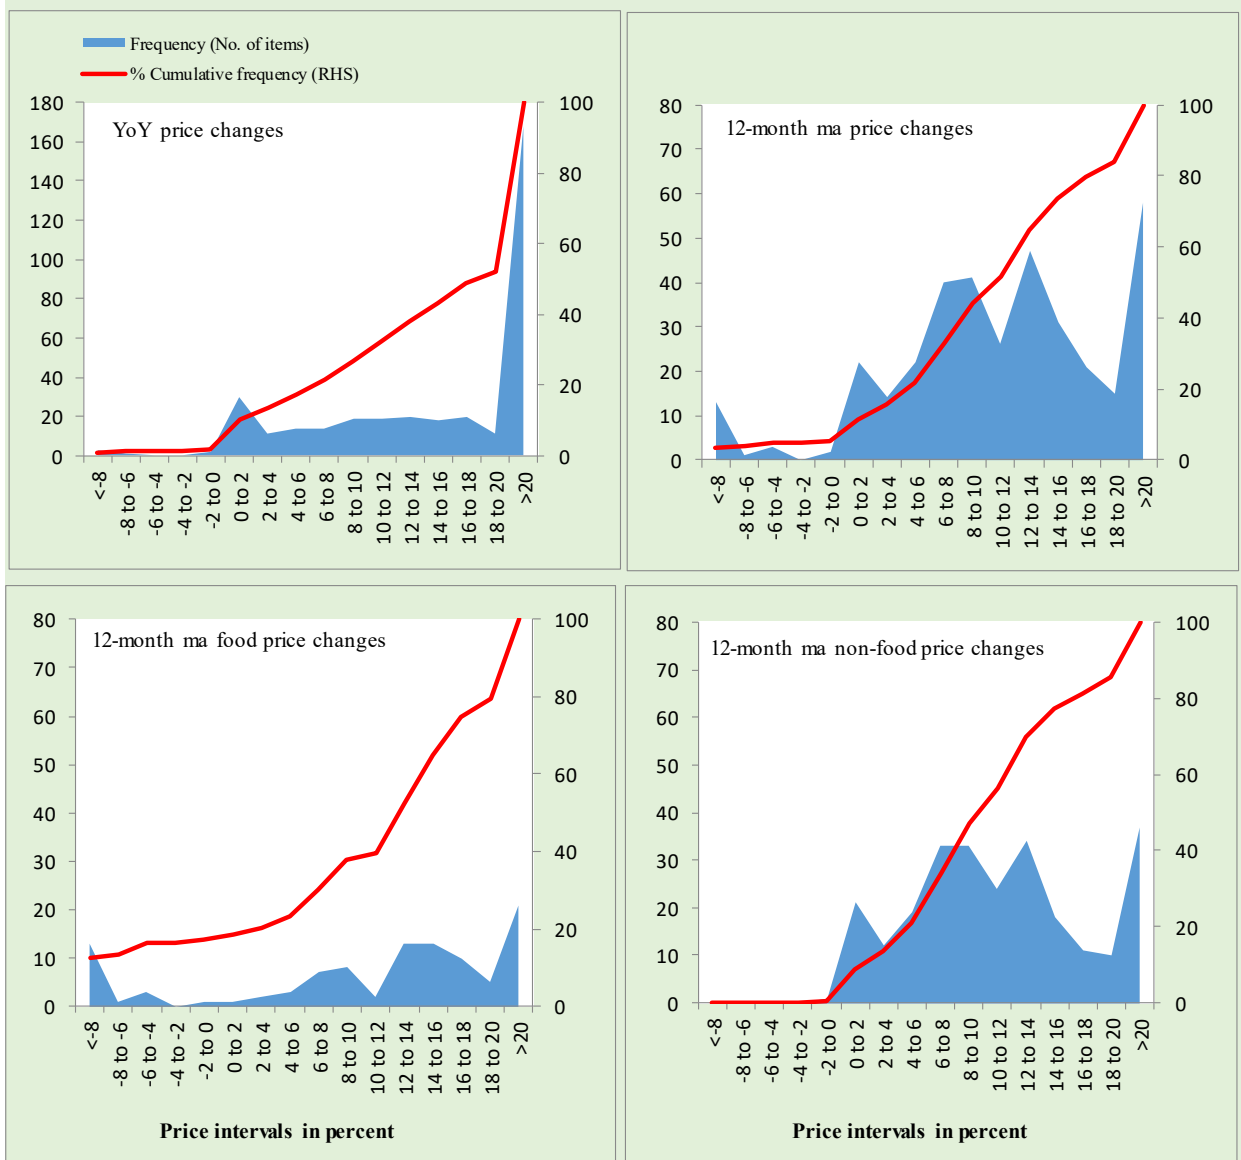 Frequency (No. of items)
% Cumulative frequency (RHS)
YoY price changes
180
160
140
120
100
80
60
40
20
0
100
80
60
40
20
0
<-8
-8 to -6
-6 to -4
-4 to -2
-2 to 0
0 to 2
2 to 4
4 to 6
6 to 8
8 to 10
10 to 12
12 to 14
14 to 16
16 to 18
18 to 20
>20
12-month ma price changes
80
70
60
50
40
30
20
10
0
100
80
60
40
20
0
<-8
-8 to -6
-6 to -4
-4 to -2
-2 to 0
0 to 2
2 to 4
4 to 6
6 to 8
8 to 10
10 to 12
12 to 14
14 to 16
16 to 18
18 to 20
>20
12-month ma food price changes
80
70
60
50
40
30
20
10
0
100
80
60
40
20
0
<-8
-8 to -6
-6 to -4
-4 to -2
-2 to 0
0 to 2
2 to 4
4 to 6
6 to 8
8 to 10
10 to 12
12 to 14
14 to 16
16 to 18
18 to 20
>20
Price intervals in percent
12-month ma non-food price changes
80
70
60
50
40
30
20
10
0
100
80
60
40
20
0
<-8
-8 to -6
-6 to -4
-4 to -2
-2 to 0
0 to 2
2 to 4
4 to 6
6 to 8
8 to 10
10 to 12
12 to 14
14 to 16
16 to 18
18 to 20
>20
Price intervals in percent